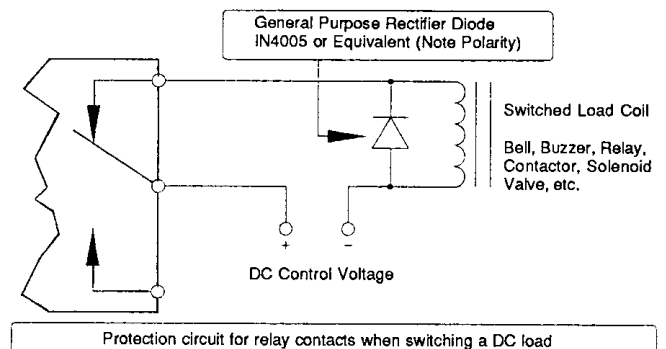 General Purpose Rectifier Diode
IN4005 or Equivalent (Note Polarity)
Switched Load Coil
Bell, Buzzer, Relay,
Contactor, Solenoid
Valve, etc.
+ −
DC Control Voltage
Protection circuit for relay contacts when switching a DC load